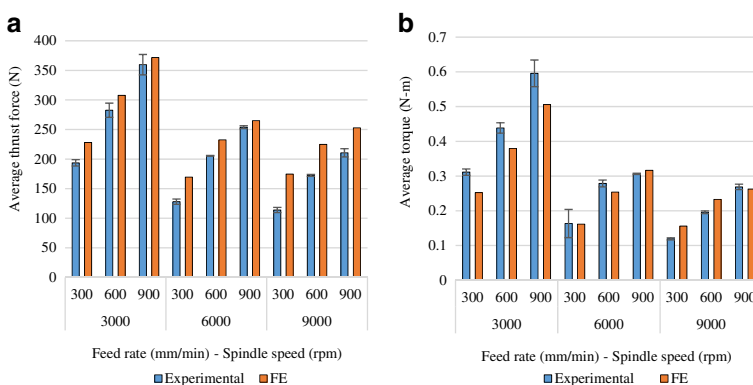 a
Average thrust force (N)
400
350
300
250
200
150
100
50
0
300 600 900 300 600 900 300 600 900
3000 6000 9000
Feed rate (mm/min) - Spindle speed (rpm)
Experimental FE
b
Average torque (N-m)
0.7
0.6
0.5
0.4
0.3
0.2
0.1
0
300 600 900 300 600 900 300 600 900
3000 6000 9000
Feed rate (mm/min) - Spindle speed (rpm)
Experimental FE